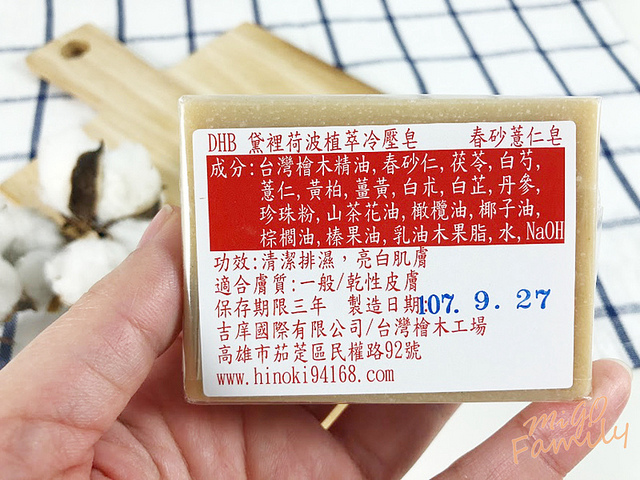 DHB 黛裡荷波植萃冷壓皂 春砂薏仁皂
成分:台灣檜木精油,春砂仁,茯苓,白芍,
薏仁,黃柏,薑黃,白朮,白芷,丹參,
珍珠粉,山茶花油,橄欖油,椰子油,
棕櫚油,榛果油,乳油木果脂,水,NaOH
功效:清潔排濕，亮白肌膚
適合膚質:一般/乾性皮膚
保存期限三年 製造日期107. 9. 27
吉庠國際有限公司/台灣檜木工場
高雄市茄萣區民權路92號
www.hinoki94168.com
MiGO
Family